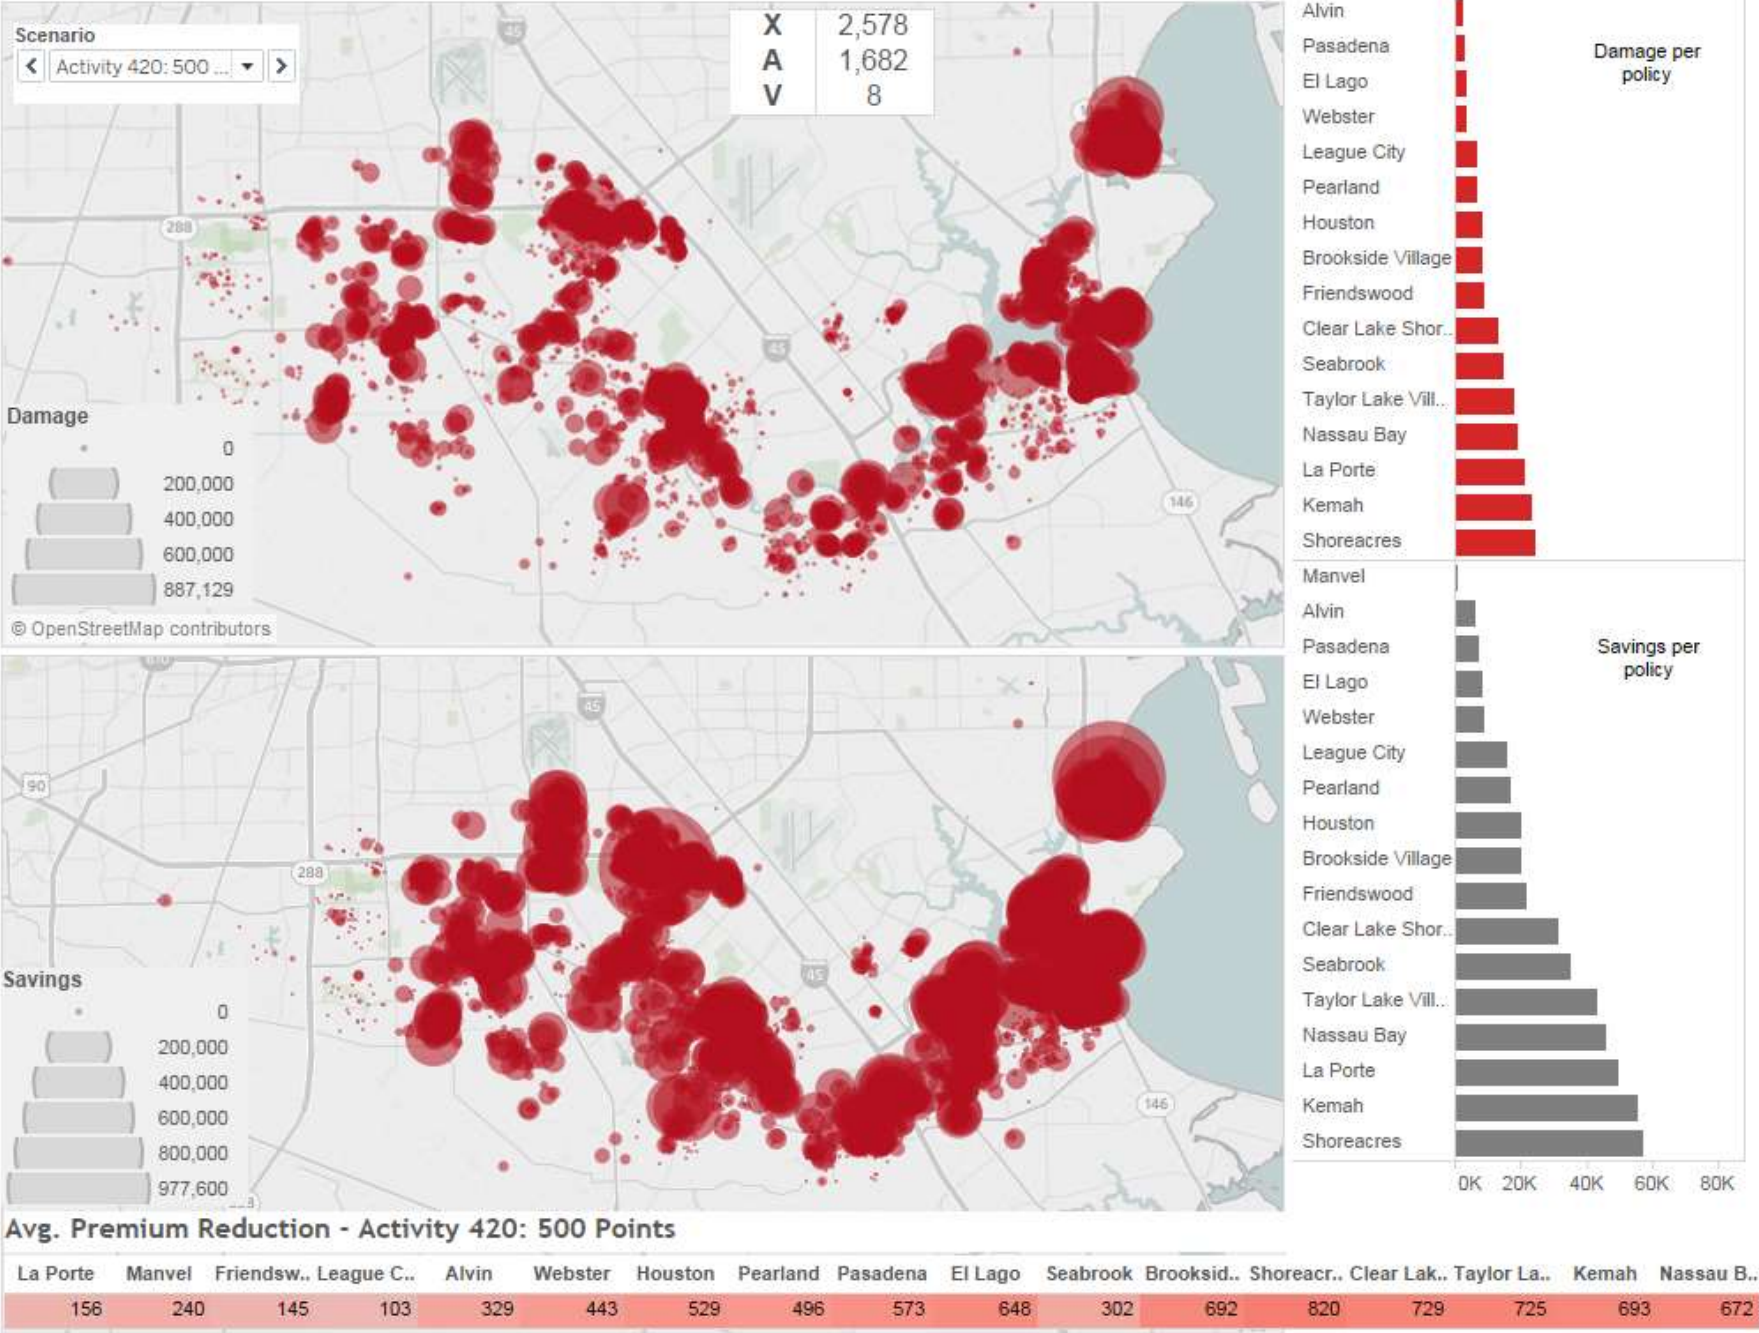 Scenario
Activity 420: 500 ...
X 2,578
A 1,682
V 8
45
288
45
146
Damage
0
200,000
400,000
600,000
887,129
© OpenStreetMap contributors
Alvin
Pasadena
El Lago
Webster
League City
Pearland
Houston
Brookside Village
Friendswood
Clear Lake Shor..
Seabrook
Taylor Lake Vill..
Nassau Bay
La Porte
Kemah
Shoreacres
Damage per
policy
45
90
288
45
146
Savings
0
200,000
400,000
600,000
800,000
977,600
Manvel
Alvin
Pasadena
El Lago
Webster
League City
Pearland
Houston
Brookside Village
Friendswood
Clear Lake Shor..
Seabrook
Taylor Lake Vill..
Nassau Bay
La Porte
Kemah
Shoreacres
Savings per
policy
0K 20K 40K 60K 80K
Avg. Premium Reduction - Activity 420: 500 Points
La Porte Manvel Friendsw.. League C.. Alvin Webster Houston Pearland Pasadena El Lago Seabrook Brooksid.. Shoreacr.. Clear Lak.. Taylor La.. Kemah Nassau B..
156 240 145 103 329 443 529 496 573 648 302 692 820 729 725 693 672